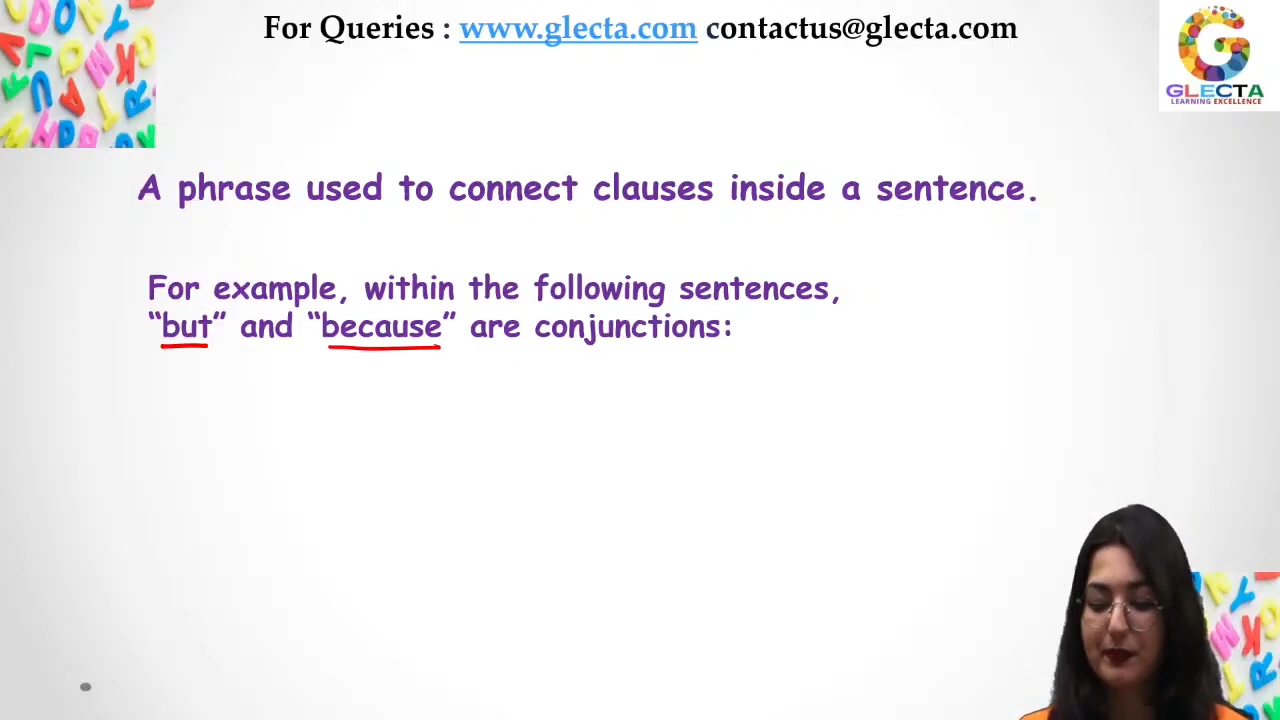 For Queries : www.glecta.com contactus@glecta.com
GLECTA
LEARNING EXCELLENCE
A phrase used to connect clauses inside a sentence.
For example, within the following sentences,
“but” and “because” are conjunctions: